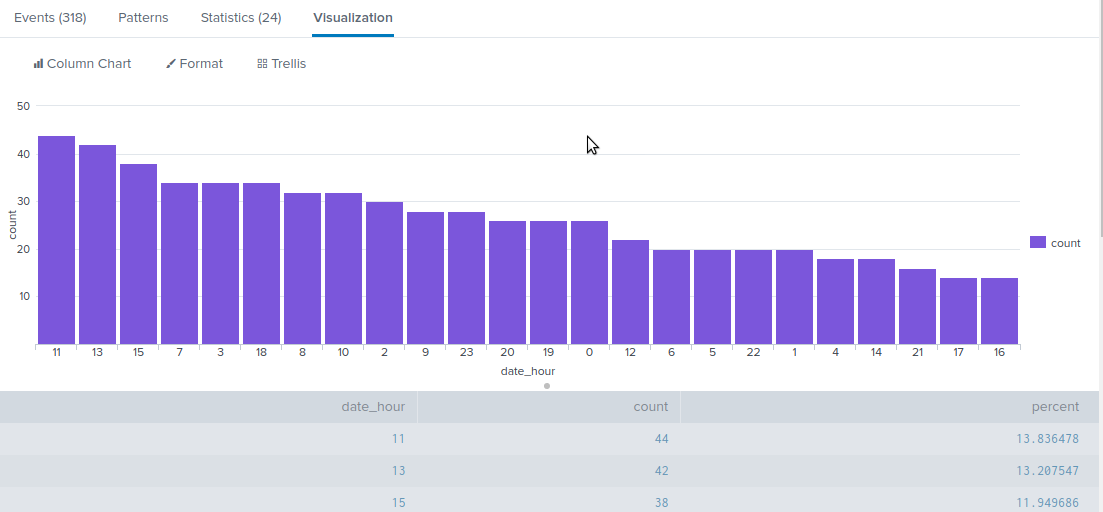 Events (318) Patterns Statistics (24) Visualization
Column Chart Format Trellis
50
40
30
20
10
count
count
11 13 15 7 3 18 8 10 2 9 23 20 19 0 12 6 5 22 1 4 14 21 17 16
date_hour
date_hour count percent
11 44 13.836478
13 42 13.207547
15 38 11.949686